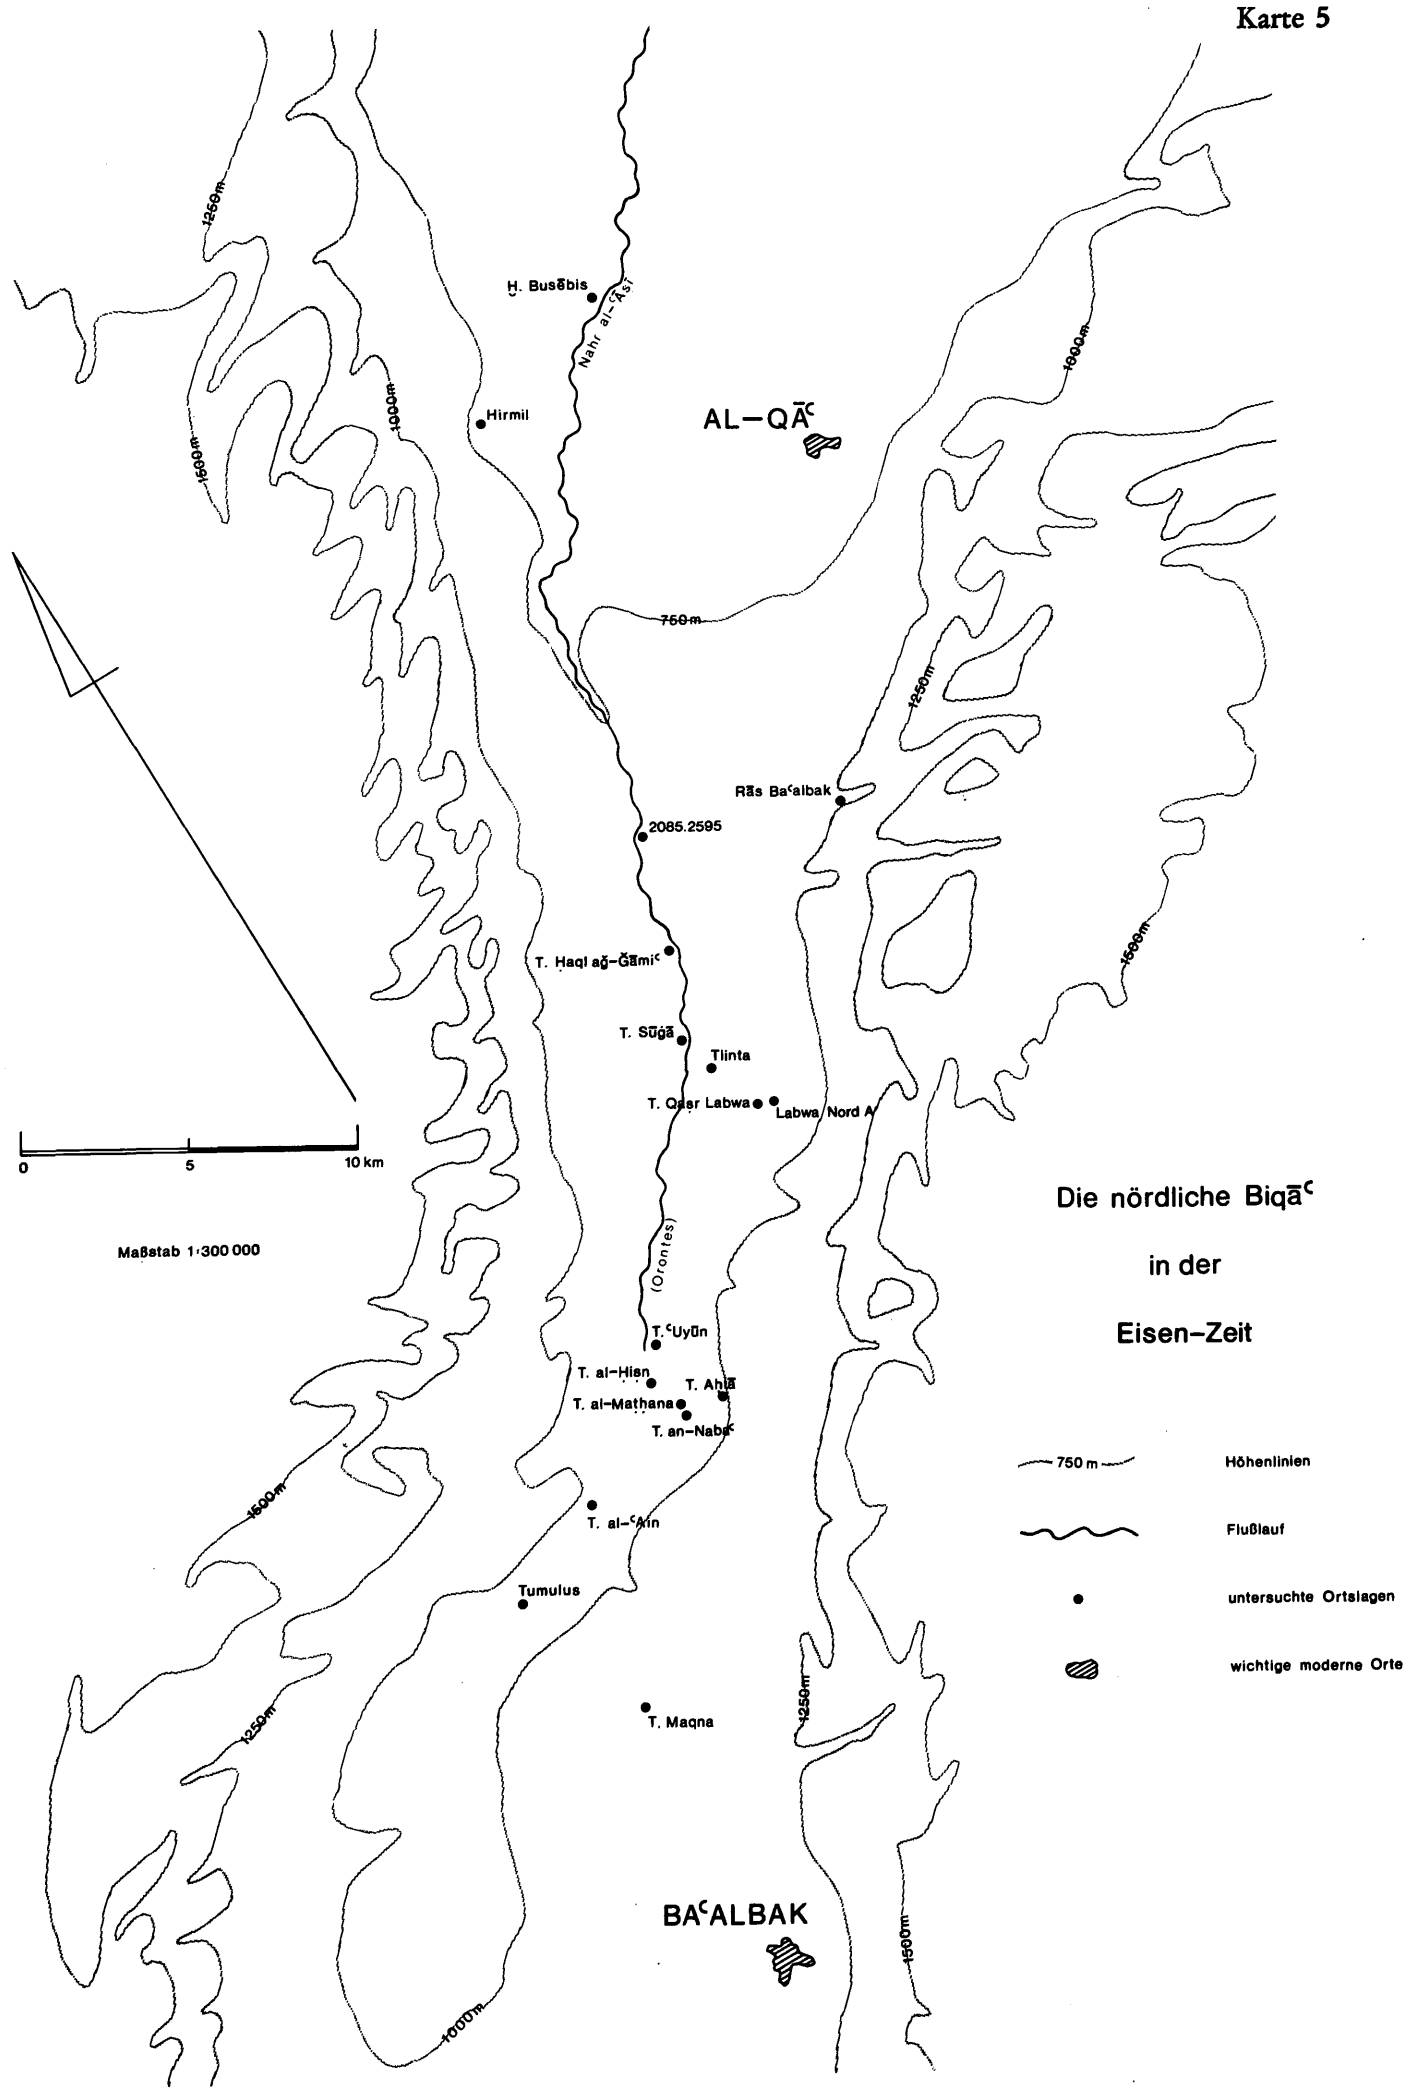 Karte 5
1250m
Ḫ. Busēbis
Nahr al-ʿĀṣī
1000m
1000m
Hirmil
AL-QĀʿ
1500m
750m
1250m
Rās Baʿalbak
2085.2595
1500m
T. Ḥaql aǧ-Ǧāmiʿ
T. Sūġā
Tlinta
T. Qaṣr Labwa
Labwa Nord A
0 5 10 km
Maßstab 1:300 000
Die nördliche Biqāʿ
in der
Eisen-Zeit
(Orontes)
T. ʿUyūn
T. al-Ḥiṣn
T. Ahlā
T. al-Maṭḥana
T. an-Nabaʿ
750 m Höhenlinien
1500m
T. al-ʿAin
Flußlauf
Tumulus
untersuchte Ortslagen
wichtige moderne Orte
1250m
1250m
T. Maqna
BAʿALBAK
1500m
1000m